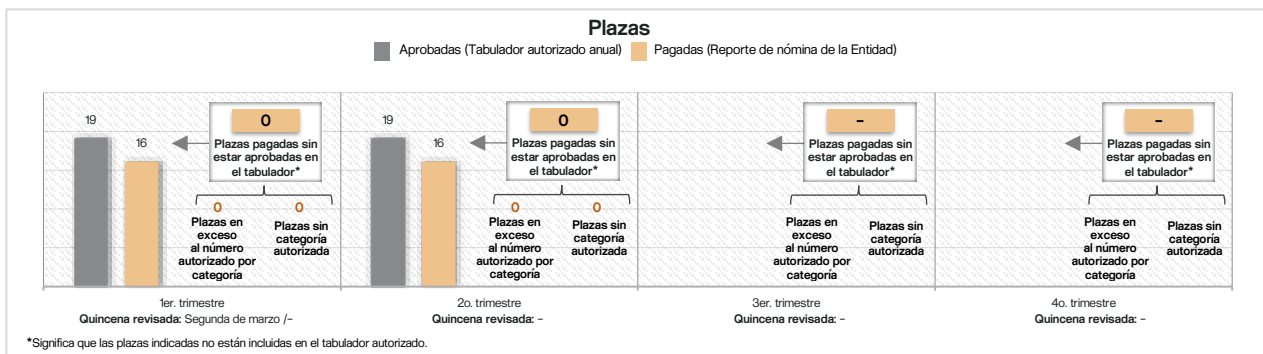 Plazas
Aprobadas (Tabulador autorizado anual)
Pagadas (Reporte de nómina de la Entidad)
19
16
0
Plazas pagadas sin
estar aprobadas en
el tabulador*
0
0
Plazas en
exceso
al número
autorizado por
categoría
Plazas sin
categoría
autorizada
1er. trimestre
Quincena revisada: Segunda de marzo /-
19
16
0
Plazas pagadas sin
estar aprobadas en
el tabulador*
0
0
Plazas en
exceso
al número
autorizado por
categoría
Plazas sin
categoría
autorizada
2o. trimestre
Quincena revisada: -
-
Plazas pagadas sin
estar aprobadas en
el tabulador*
Plazas en
exceso
al número
autorizado por
categoría
Plazas sin
categoría
autorizada
3er. trimestre
Quincena revisada: -
-
Plazas pagadas sin
estar aprobadas en
el tabulador*
Plazas en
exceso
al número
autorizado por
categoría
Plazas sin
categoría
autorizada
4o. trimestre
Quincena revisada: -
*Significa que las plazas indicadas no están incluidas en el tabulador autorizado.